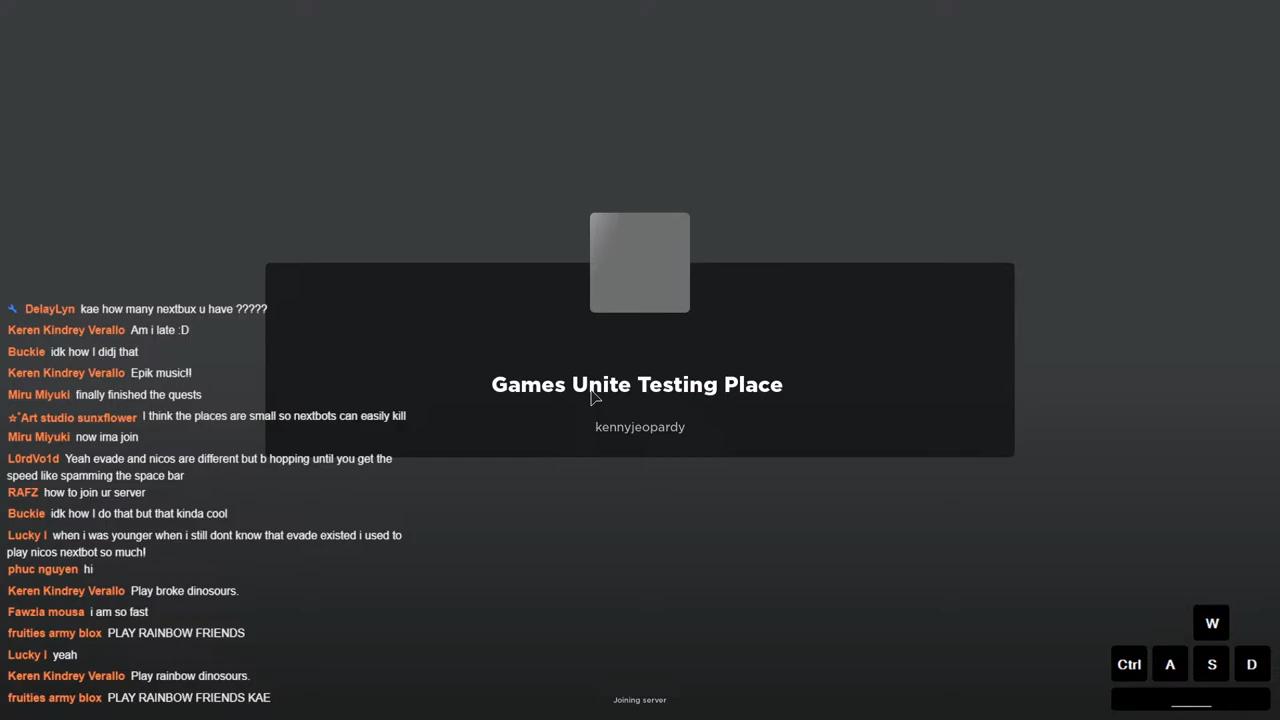 DelayLyn kae how many nextbux u have ?????
Keren Kindrey Verallo Am i late :D
Buckie idk how I didj that
Keren Kindrey Verallo Epik music!!
Miru Miyuki finally finished the quests
☆˚Art studio sunxflower I think the places are small so nextbots can easily kill
Miru Miyuki now ima join
L0rdVo1d Yeah evade and nicos are different but b hopping until you get the
speed like spamming the space bar
RAFZ how to join ur server
Buckie idk how I do that but that kinda cool
Lucky I when i was younger when i still dont know that evade existed i used to
play nicos nextbot so much!
phuc nguyen hi
Keren Kindrey Verallo Play broke dinosours.
Fawzia mousa i am so fast
fruities army blox PLAY RAINBOW FRIENDS
Lucky I yeah
Keren Kindrey Verallo Play rainbow dinosours.
fruities army blox PLAY RAINBOW FRIENDS KAE
Games Unite Testing Place
kennyjeopardy
Joining server
W
Ctrl A S D